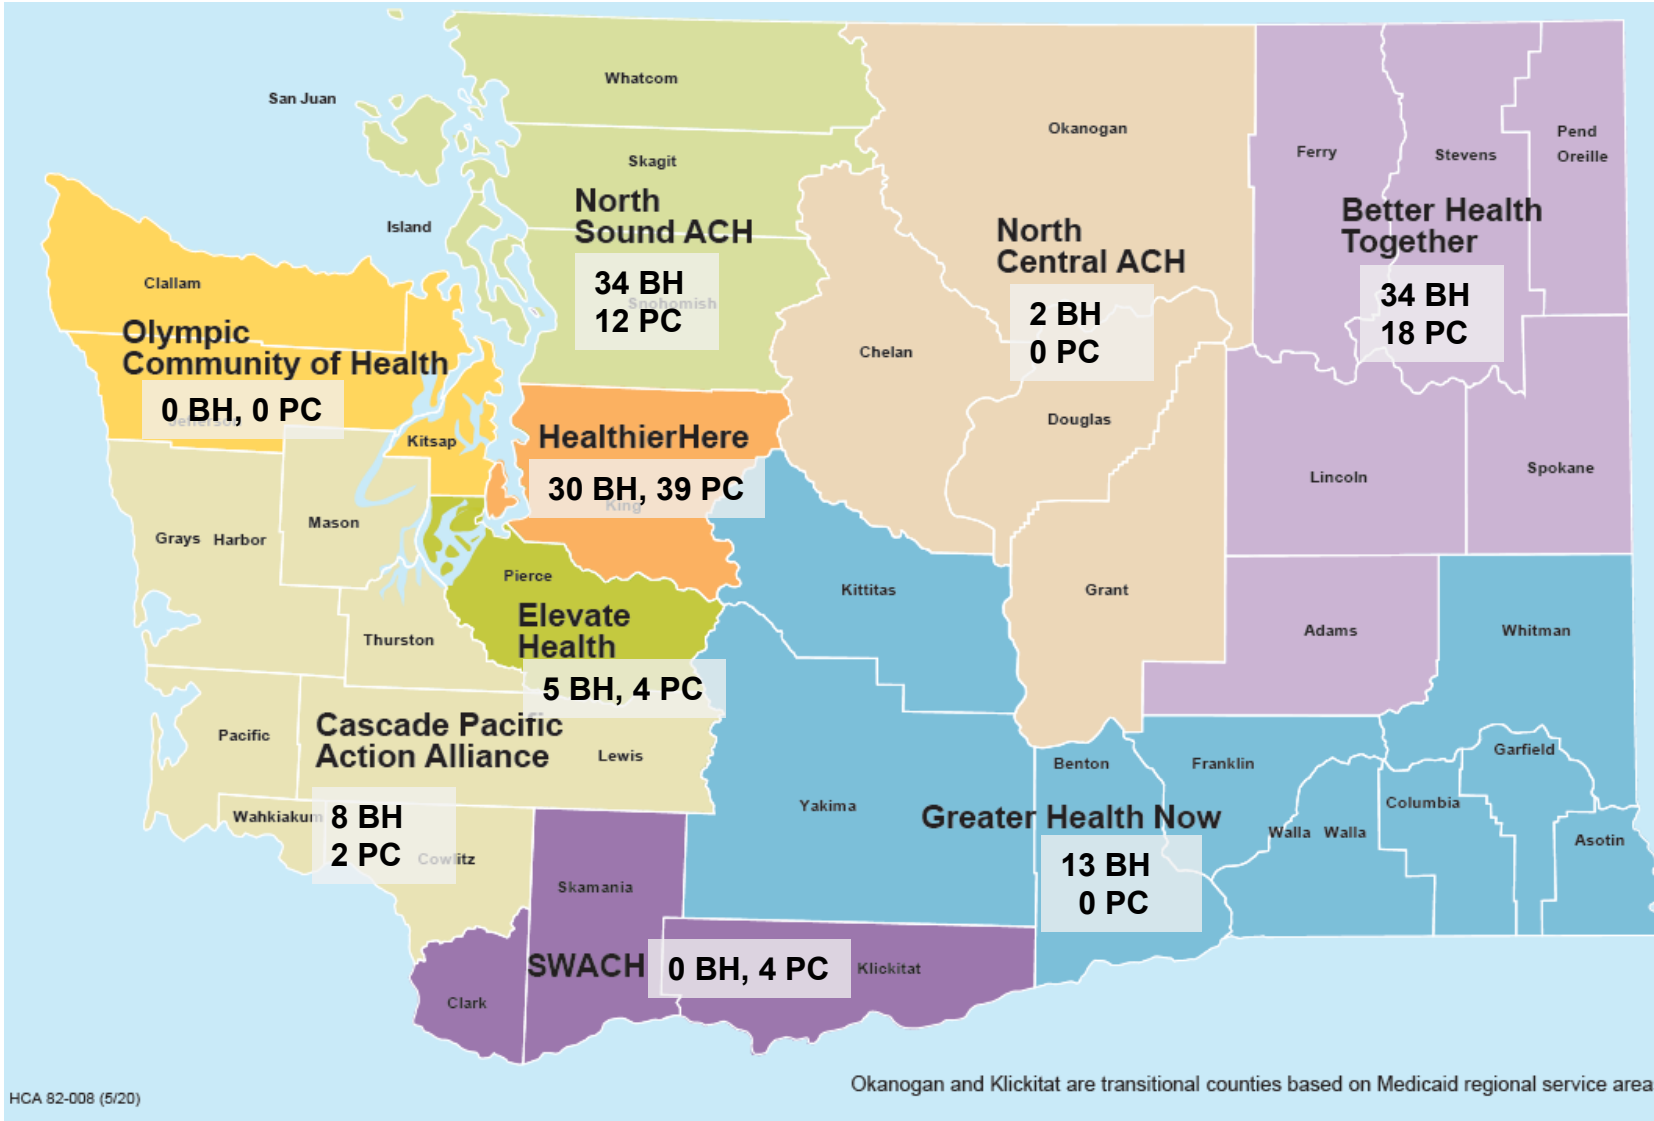 Whatcom
San Juan
Skagit
Island
North
Sound ACH
34 BH
12 PC
Snohomish
Okanogan
North
Central ACH
2 BH
0 PC
Chelan
Douglas
Grant
Ferry
Stevens
Pend
Oreille
Better Health
Together
34 BH
18 PC
Lincoln
Spokane
Adams
Clallam
Olympic
Community of Health
0 BH, 0 PC
Jefferson
Kitsap
HealthierHere
30 BH, 39 PC
King
Grays Harbor
Mason
Thurston
Pierce
Elevate
Health
5 BH, 4 PC
Pacific
Cascade Pacific
Action Alliance
Lewis
Wahkiakum
8 BH
2 PC
Cowlitz
Kittitas
Yakima
Benton
Franklin
Whitman
Garfield
Columbia
Walla Walla
Asotin
Greater Health Now
13 BH
0 PC
Skamania
SWACH
0 BH, 4 PC
Klickitat
Clark
HCA 82-008 (5/20)
Okanogan and Klickitat are transitional counties based on Medicaid regional service area